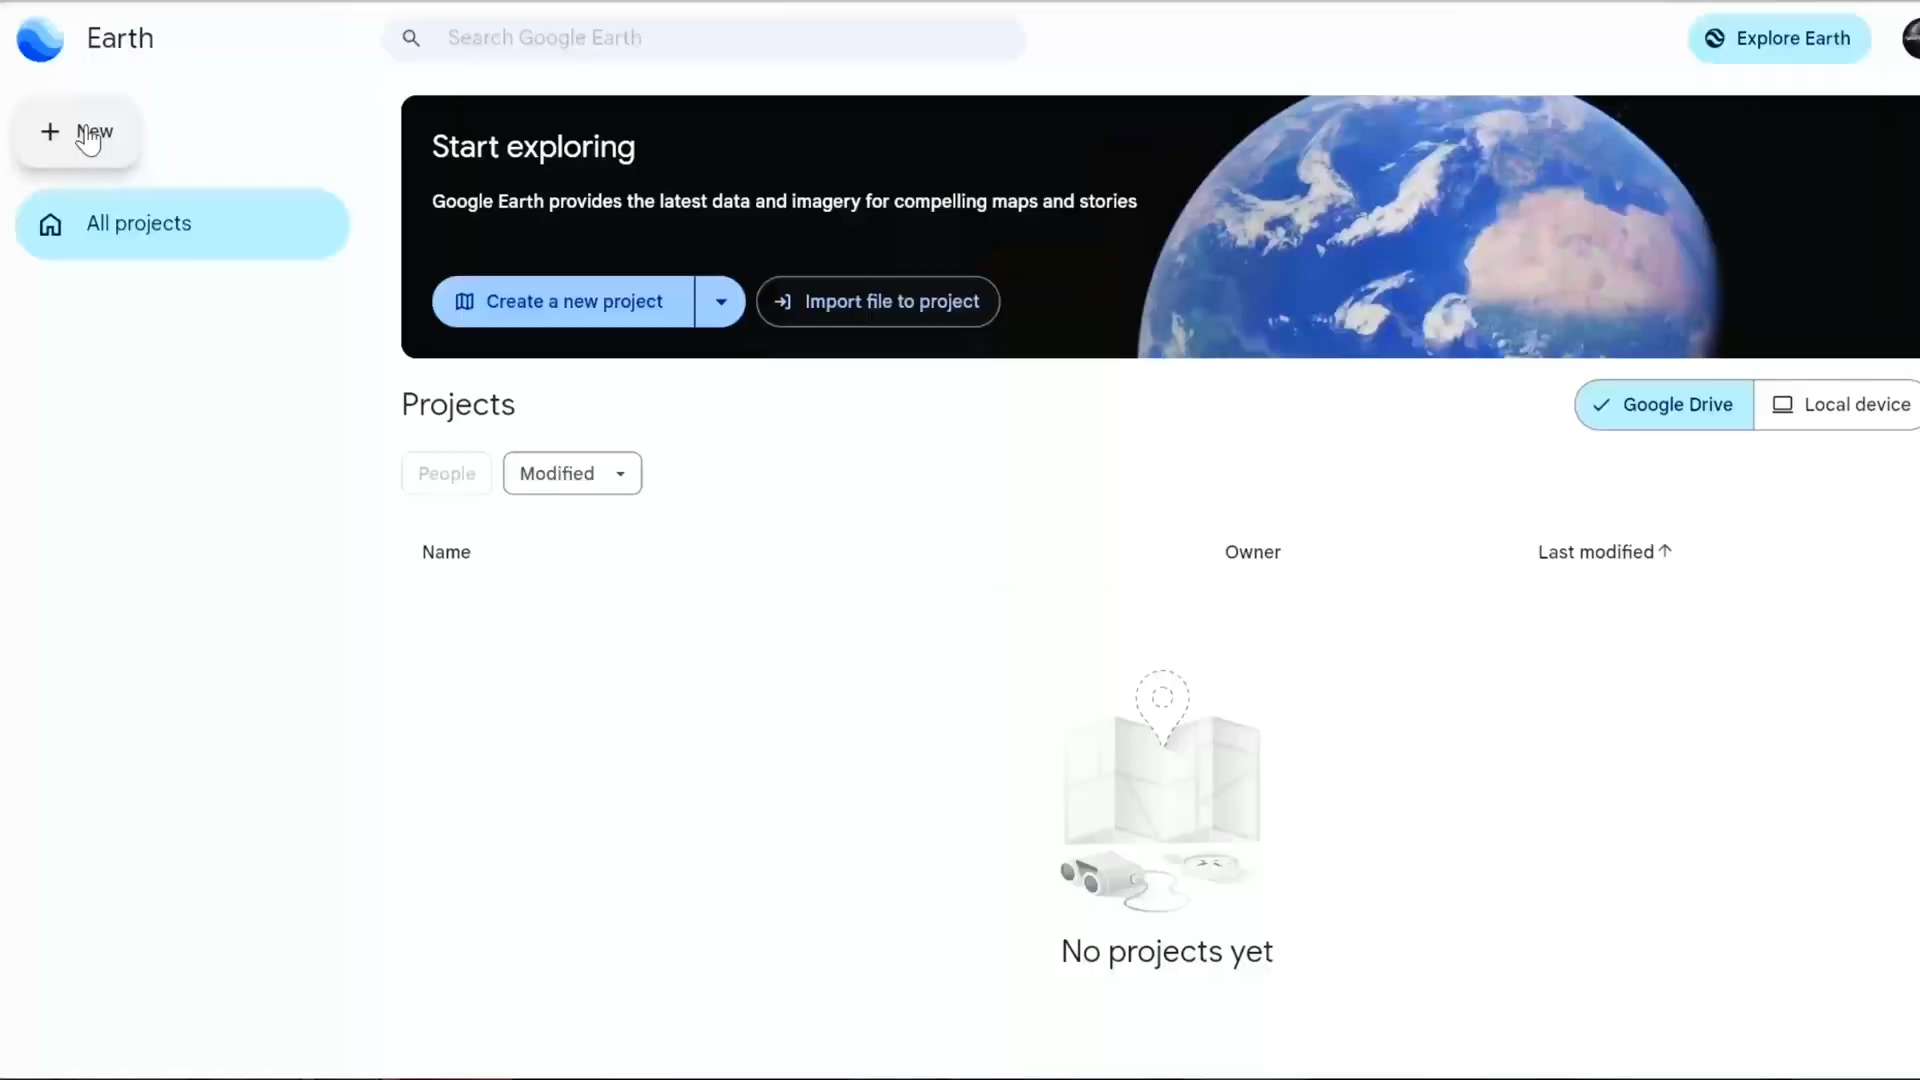 Earth
Search Google Earth
Explore Earth
New
All projects
Start exploring
Google Earth provides the latest data and imagery for compelling maps and stories
Create a new project
Import file to project
Projects
Google Drive
Local device
People
Modified
Name
Owner
Last modified
No projects yet